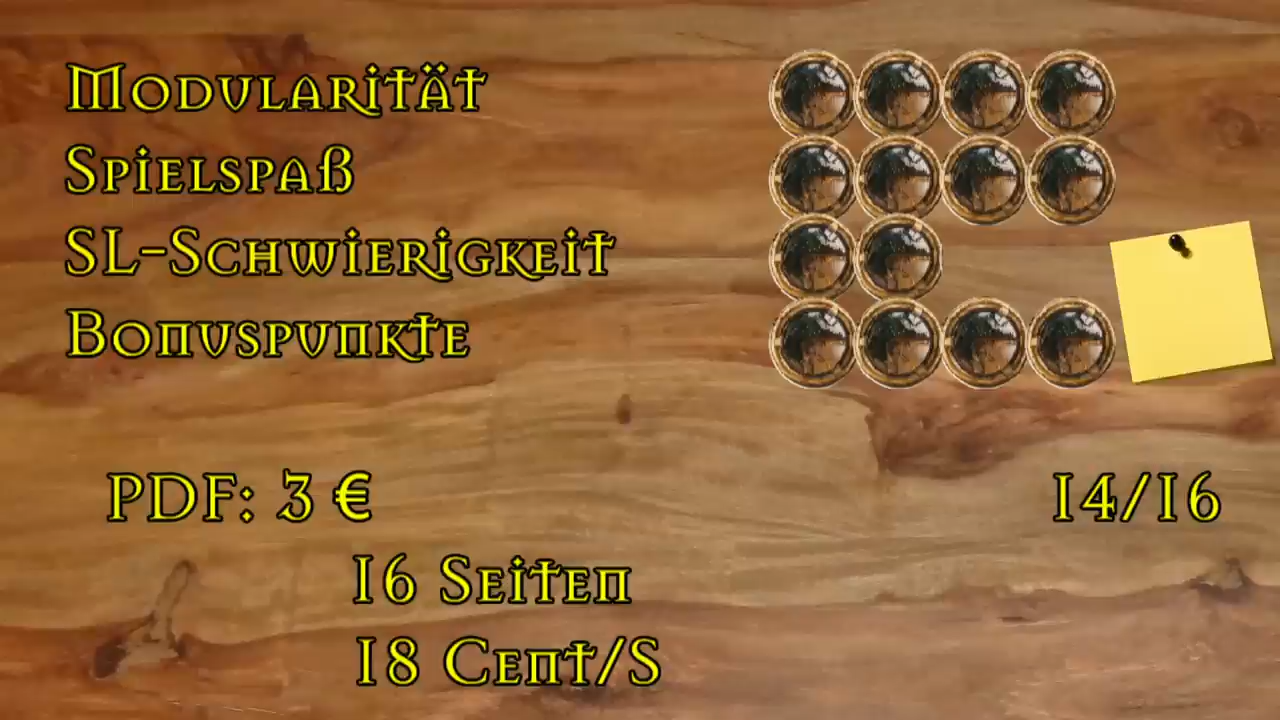 Modularität
Spielspaß
SL-Schwierigkeit
Bonuspunkte
PDF: 3 €
14/16
16 Seiten
18 Cent/S